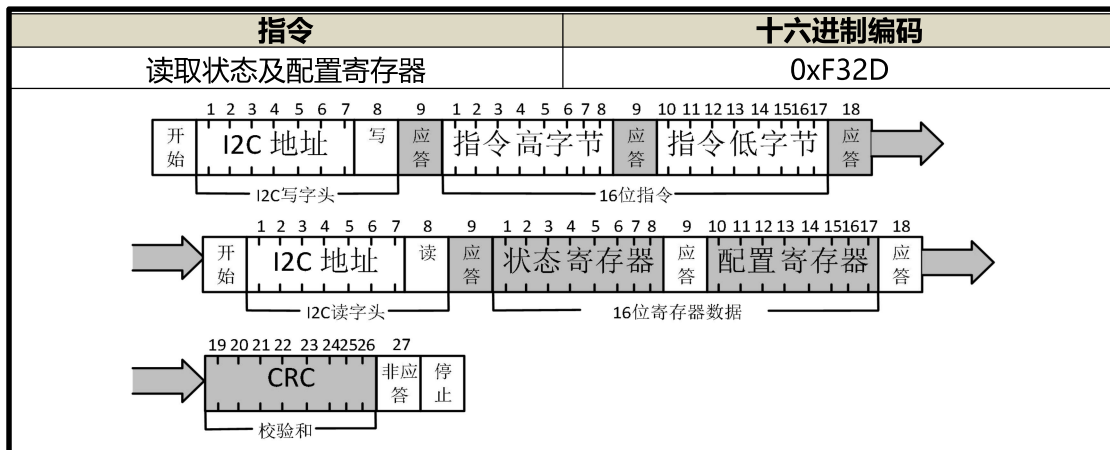 指令 十六进制编码
读取状态及配置寄存器 0xF32D
1 2 3 4 5 6 7 8 9 1 2 3 4 5 6 7 8 9 10 11 12 13 14 15 16 17 18
开始 I2C 地址 写 应答 指令高字节 应答 指令低字节 应答
I2C写字头 16位指令
1 2 3 4 5 6 7 8 9 1 2 3 4 5 6 7 8 9 10 11 12 13 14 15 16 17 18
开始 I2C 地址 读 应答 状态寄存器 应答 配置寄存器 应答
I2C读字头 16位寄存器数据
19 20 21 22 23 24 25 26 27
CRC 非应答 停止
校验和